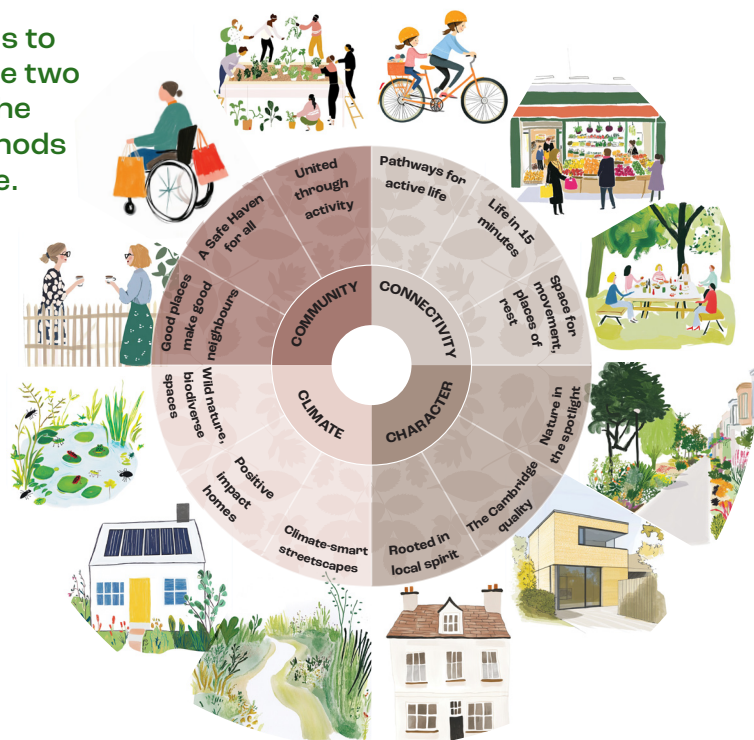 s to
e two
ne
hods
e.
COMMUNITY
CONNECTIVITY
CHARACTER
CLIMATE
Pathways for
active life
Life in 15
minutes
Space for
movement,
places of
rest
Nature in
the spotlight
The Cambridge
quality
Rooted in
local spirit
Climate-smart
streetscapes
Positive
impact
homes
Wild nature,
biodiverse
spaces
Good places
make good
neighbours
A Safe Haven
for all
United
through
activity